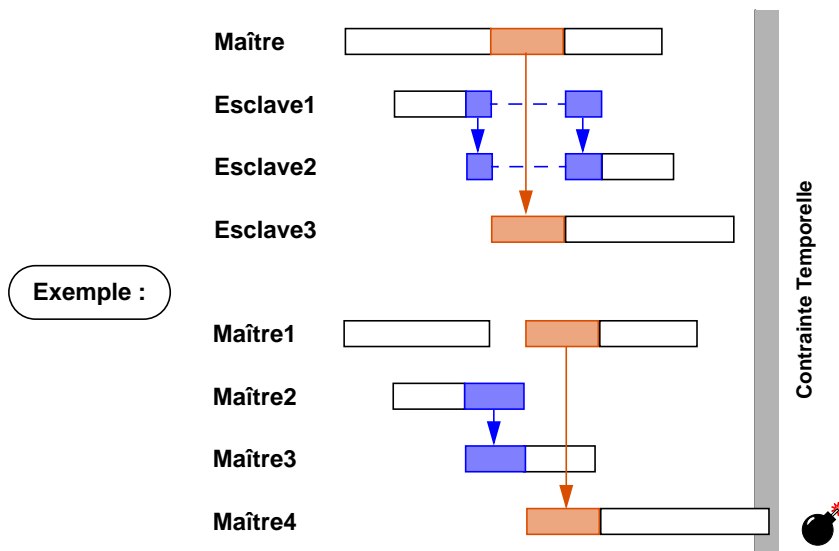 Maître
Esclave1
Esclave2
Esclave3
Exemple :
Maître1
Maître2
Maître3
Maître4
Contrainte Temporelle